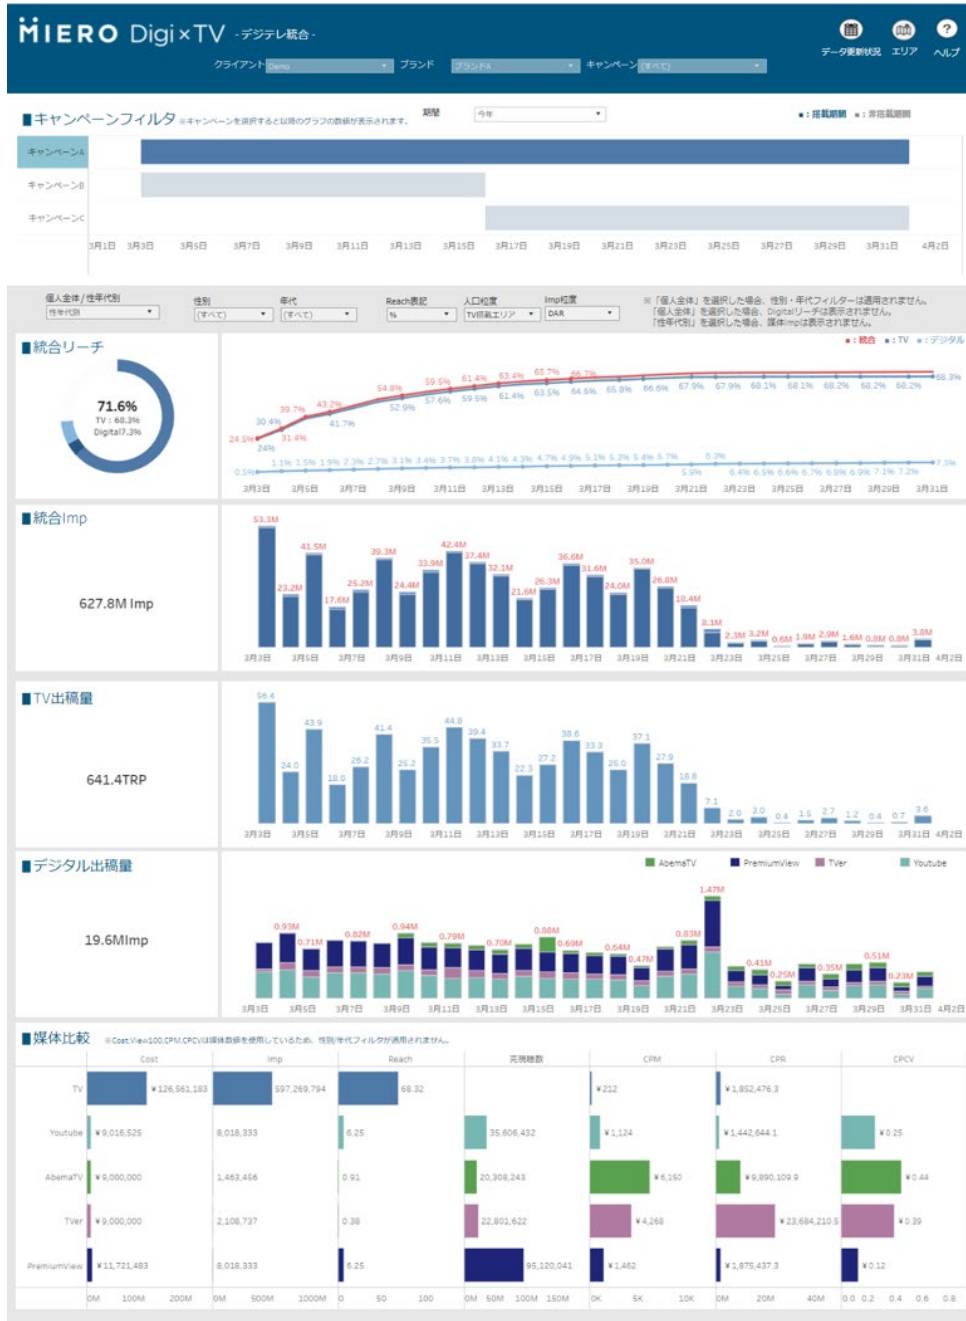 MIERO Digi×TV - デジテレ統合 -
データ更新状況 エリア ヘルプ
クライアント Demo ブランド ブランドA キャンペーン (すべて)
■キャンペーンフィルタ ※キャンペーンを選択すると以降のグラフの数値が表示されます。 期間 今年 ■：搭載期間 ■：非搭載期間
キャンペーンA
キャンペーンB
キャンペーンC
3月1日 3月3日 3月5日 3月7日 3月9日 3月11日 3月13日 3月15日 3月17日 3月19日 3月21日 3月23日 3月25日 3月27日 3月29日 3月31日 4月2日
個人全体/性年代別 性別 年代 Reach表記 人口粒度 Imp粒度
性年代別 (すべて) (すべて) % TV搭載エリア DAR
※「個人全体」を選択した場合、性別・年代フィルターは適用されません。
「個人全体」を選択した場合、Digitalリーチは表示されません。
「性年代別」を選択した場合、媒体Impは表示されません。
■統合リーチ ■：統合 ■：TV ■：デジタル
71.6%
TV：68.3%
Digital7.3%
24.5% 39.7% 43.2% 54.8% 59.5% 61.4% 63.4% 65.7% 66.7%
24% 30.4% 31.4% 41.7% 52.9% 57.6% 59.5% 61.4% 63.5% 64.6% 65.8% 66.6% 67.9% 67.9% 68.1% 68.1% 68.2% 68.2% 68.2% 68.3%
0.5% 1.1% 1.5% 1.9% 2.3% 2.7% 3.1% 3.4% 3.7% 3.8% 4.1% 4.3% 4.7% 4.9% 5.1% 5.3% 5.4% 5.7% 5.9% 6.3% 6.4% 6.5% 6.6% 6.7% 6.9% 6.9% 7.1% 7.2% 7.3%
3月3日 3月5日 3月7日 3月9日 3月11日 3月13日 3月15日 3月17日 3月19日 3月21日 3月23日 3月25日 3月27日 3月29日 3月31日
■統合Imp
627.8M Imp
53.3M 23.2M 41.5M 17.6M 25.2M 39.3M 24.4M 33.9M 42.4M 37.4M 32.1M 21.6M 26.3M 36.6M 31.6M 24.0M 35.0M 26.8M 18.4M 8.1M 2.3M 3.2M 0.6M 1.9M 2.9M 1.6M 0.8M 0.8M 3.8M
3月3日 3月5日 3月7日 3月9日 3月11日 3月13日 3月15日 3月17日 3月19日 3月21日 3月23日 3月25日 3月27日 3月29日 3月31日 4月2日
■TV出稿量
641.4TRP
56.4 24.0 43.9 18.0 26.2 41.4 25.2 35.5 44.8 39.4 33.7 22.3 27.2 38.6 33.3 25.0 37.1 27.9 18.8 7.1 2.0 3.0 0.4 1.5 2.7 1.2 0.4 0.7 3.6
3月3日 3月5日 3月7日 3月9日 3月11日 3月13日 3月15日 3月17日 3月19日 3月21日 3月23日 3月25日 3月27日 3月29日 3月31日 4月2日
■デジタル出稿量 AbemaTV PremiumView TVer Youtube
19.6MImp
0.93M 0.71M 0.82M 0.94M 0.79M 0.70M 0.88M 0.69M 0.64M 0.47M 0.83M 1.47M 0.41M 0.25M 0.35M 0.51M 0.23M
3月3日 3月5日 3月7日 3月9日 3月11日 3月13日 3月15日 3月17日 3月19日 3月21日 3月23日 3月25日 3月27日 3月29日 3月31日 4月2日
■媒体比較 ※Cost,View100,CPM,CPCVは媒体数値を使用しているため、性別/年代フィルタが適用されません。
Cost Imp Reach 完視聴数 CPM CPR CPCV
TV ¥126,561,183 597,269,794 68.32 ¥212 ¥1,852,476.3
Youtube ¥9,016,525 8,018,333 6.25 35,606,432 ¥1,124 ¥1,442,644.1 ¥0.25
AbemaTV ¥9,000,000 1,463,456 0.91 20,308,243 ¥6,150 ¥9,890,109.9 ¥0.44
TVer ¥9,000,000 2,108,737 0.38 22,801,622 ¥4,268 ¥23,684,210.5 ¥0.39
PremiumView ¥11,721,483 8,018,333 6.25 95,120,041 ¥1,462 ¥1,875,437.3 ¥0.12
0M 100M 200M 0M 500M 1000M 0 50 100 0M 50M 100M 150M 0K 5K 10K 0M 20M 40M 0.0 0.2 0.4 0.6 0.8